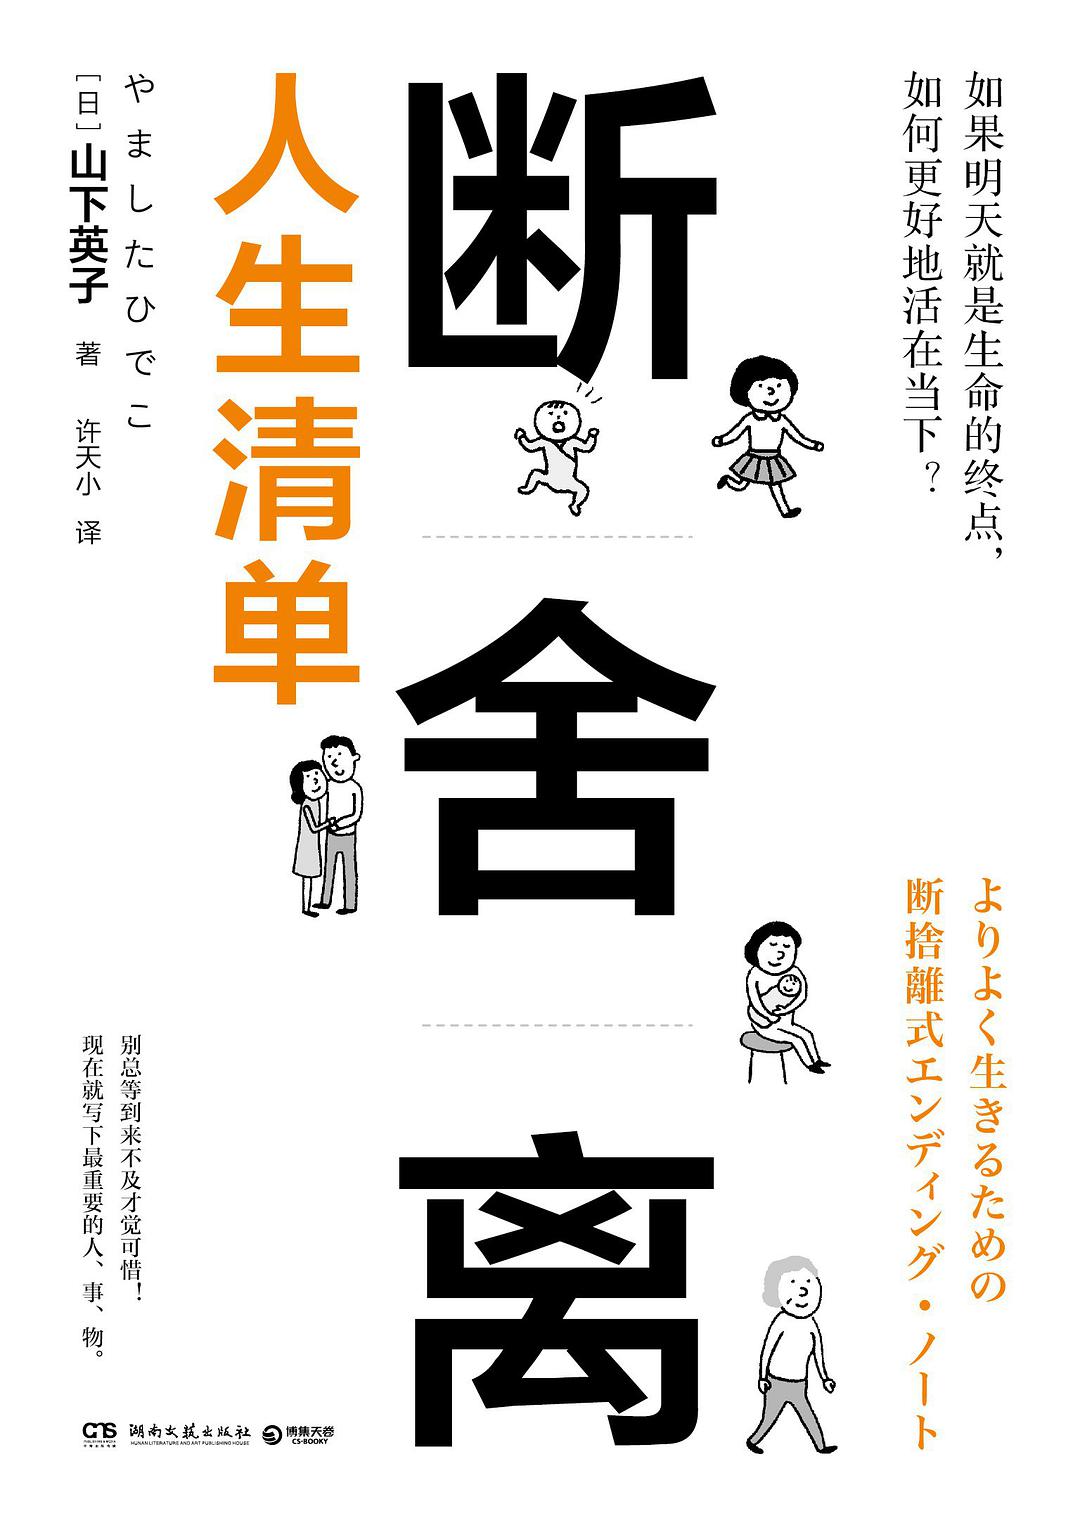 如果明天就是生命的终点，
如何更好地活在当下？
断
舍
离
人生清单
やましたひでこ
［日］山下英子 著 许天小 译
よりよく生きるための
断捨離式エンディング・ノート
别总等到来不及才觉可惜！
现在就写下最重要的人、事、物。
湖南文艺出版社
HUNAN LITERATURE AND ART PUBLISHING HOUSE
博集天卷
CS-BOOKY